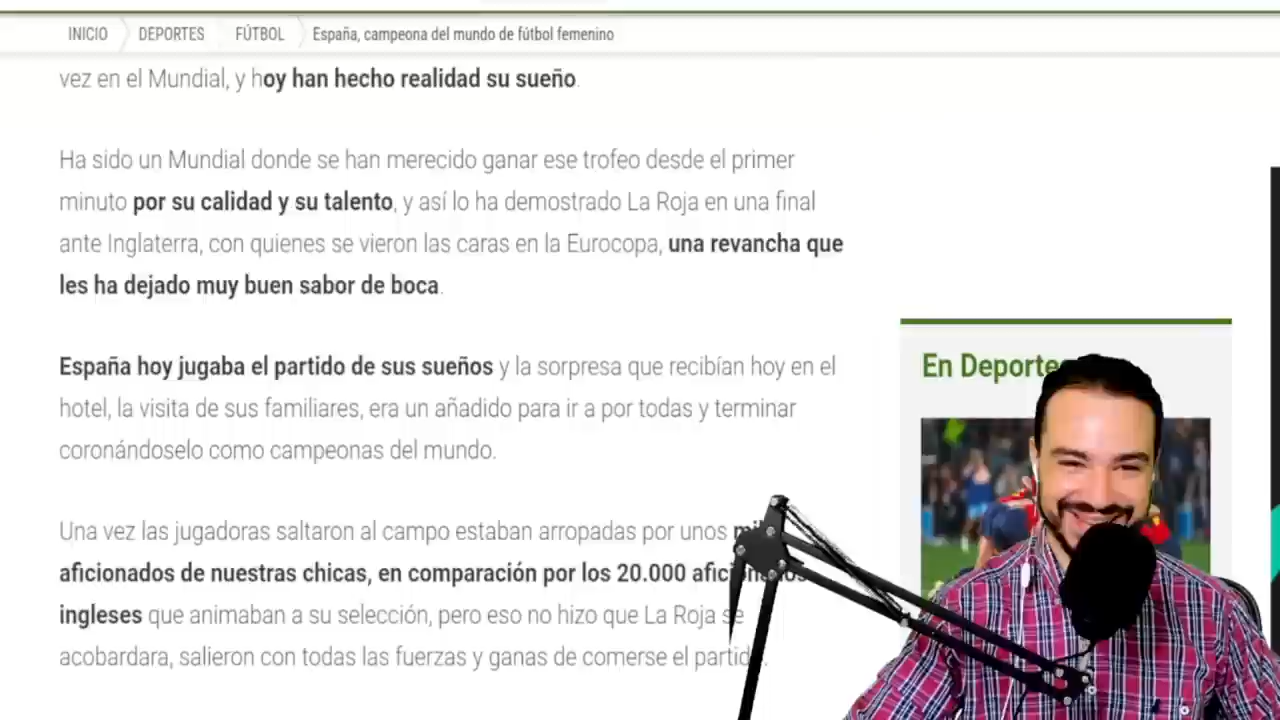 INICIO DEPORTES FÚTBOL España, campeona del mundo de fútbol femenino
vez en el Mundial, y hoy han hecho realidad su sueño.
Ha sido un Mundial donde se han merecido ganar ese trofeo desde el primer
minuto por su calidad y su talento, y así lo ha demostrado La Roja en una final
ante Inglaterra, con quienes se vieron las caras en la Eurocopa, una revancha que
les ha dejado muy buen sabor de boca.
España hoy jugaba el partido de sus sueños y la sorpresa que recibían hoy en el
hotel, la visita de sus familiares, era un añadido para ir a por todas y terminar
coronándoselo como campeonas del mundo.
Una vez las jugadoras saltaron al campo estaban arropadas por unos
aficionados de nuestras chicas, en comparación por los 20.000 aficionados
ingleses que animaban a su selección, pero eso no hizo que La Roja se
acobardara, salieron con todas las fuerzas y ganas de comerse el partido.
En Deportes